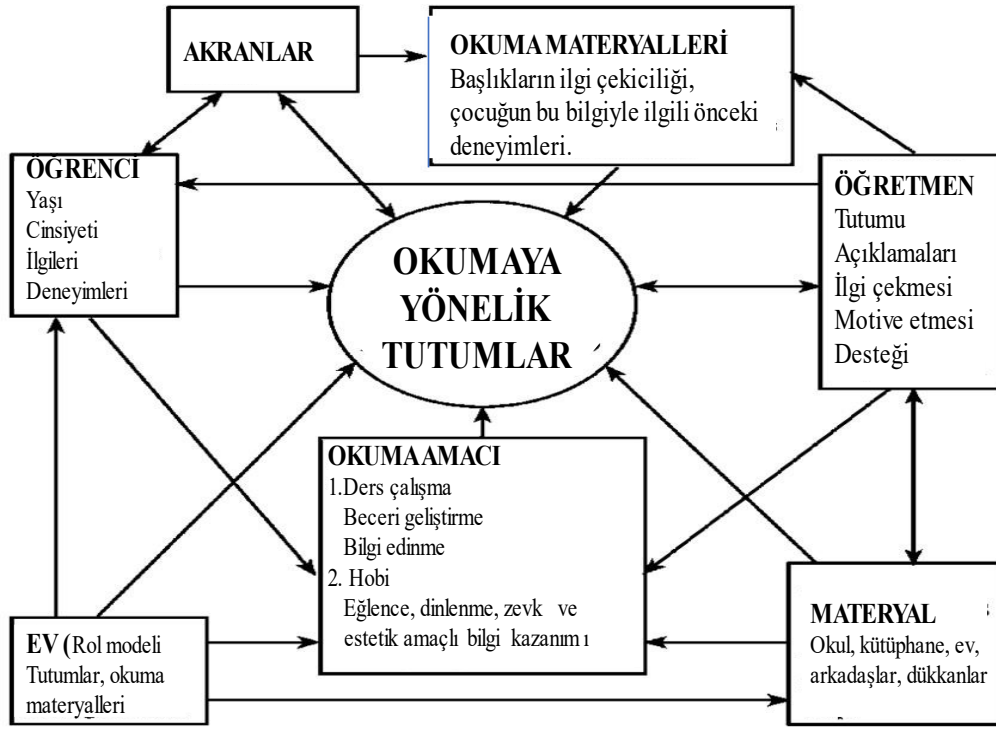 AKRANLAR
OKUMA MATERYALLERİ
Başlıkların ilgi çekiciliği,
çocuğun bu bilgiyle ilgili önceki
deneyimleri.
ÖĞRENCİ
Yaşı
Cinsiyeti
İlgileri
Deneyimleri
OKUMAYA
YÖNELİK
TUTUMLAR
ÖĞRETMEN
Tutumu
Açıklamaları
İlgi çekmesi
Motive etmesi
Desteği
OKUMA AMACI
1.Ders çalışma
Beceri geliştirme
Bilgi edinme
2. Hobi
Eğlence, dinlenme, zevk ve
estetik amaçlı bilgi kazanımı
EV (Rol modeli
Tutumlar, okuma
materyalleri
MATERYAL
Okul, kütüphane, ev,
arkadaşlar, dükkanlar